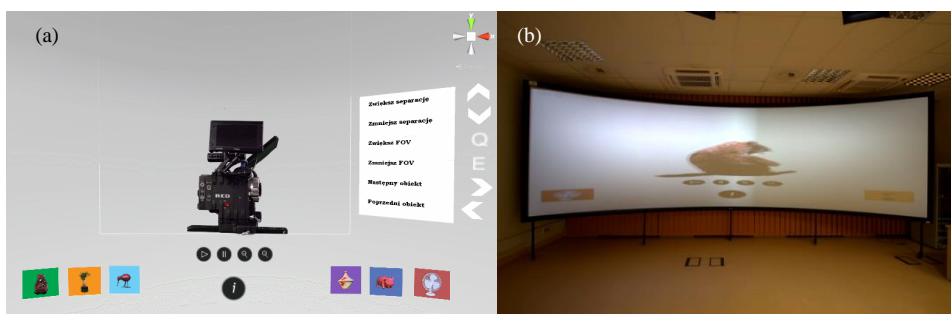 (a)
(b)
Zwiększ separację
Zmniejsz separację
Zwiększ FOV
Zmniejsz FOV
Następny obiekt
Poprzedni obiekt
Q
E
RED
i